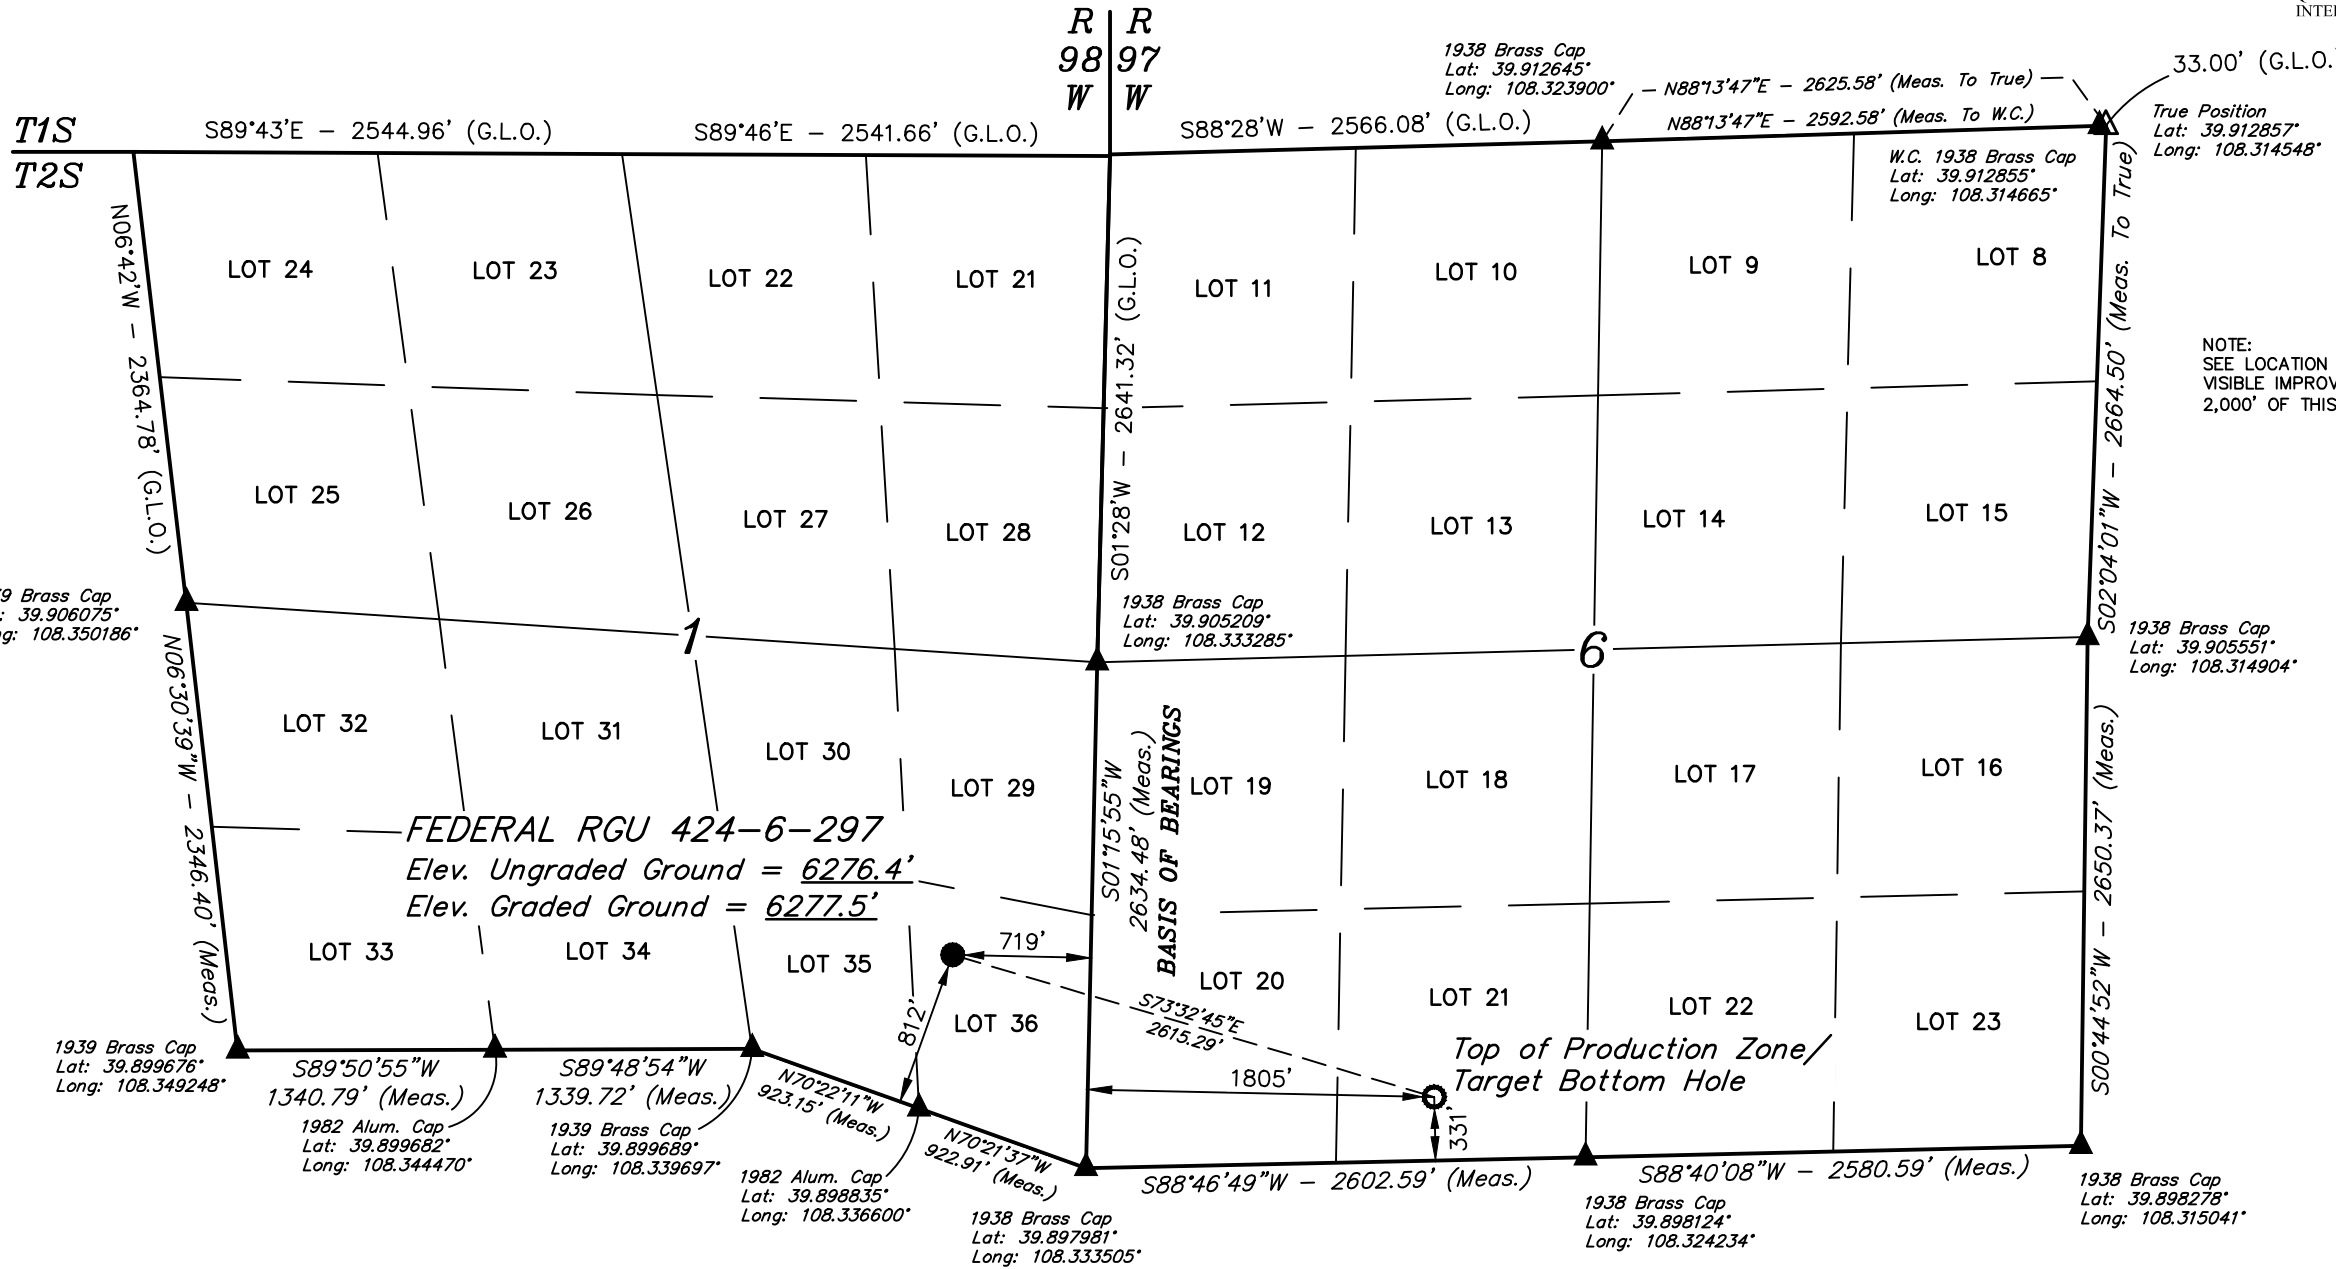 INTE
R R
98 97
W W
T1S
T2S
S89°43'E – 2544.96' (G.L.O.)
S89°46'E – 2541.66' (G.L.O.)
S88°28'W – 2566.08' (G.L.O.)
1938 Brass Cap
Lat: 39.912645°
Long: 108.323900°
N88°13'47"E – 2625.58' (Meas. To True)
N88°13'47"E – 2592.58' (Meas. To W.C.)
33.00' (G.L.O.
True Position
Lat: 39.912857°
Long: 108.314548°
W.C. 1938 Brass Cap
Lat: 39.912855°
Long: 108.314665°
N06°42'W – 2364.78' (G.L.O.)
LOT 24
LOT 23
LOT 22
LOT 21
S01°28'W – 2641.32' (G.L.O.)
LOT 11
LOT 10
LOT 9
LOT 8
S02°04'01"W – 2664.50' (Meas. To True)
NOTE:
SEE LOCATION
VISIBLE IMPROV
2,000' OF THIS
LOT 25
LOT 26
LOT 27
LOT 28
LOT 12
LOT 13
LOT 14
LOT 15
9 Brass Cap
: 39.906075°
ng: 108.350186°
1
1938 Brass Cap
Lat: 39.905209°
Long: 108.333285°
6
1938 Brass Cap
Lat: 39.905551°
Long: 108.314904°
N06°30'39"W – 2346.40' (Meas.)
LOT 32
LOT 31
LOT 30
LOT 29
S01°15'55"W
2634.48' (Meas.)
BASIS OF BEARINGS
LOT 19
LOT 18
LOT 17
LOT 16
S00°44'52"W – 2650.37' (Meas.)
FEDERAL RGU 424-6-297
Elev. Ungraded Ground = 6276.4'
Elev. Graded Ground = 6277.5'
LOT 33
LOT 34
LOT 35
LOT 36
719'
812'
S73°32'45"E
2615.29'
LOT 20
LOT 21
LOT 22
LOT 23
Top of Production Zone/
Target Bottom Hole
1805'
331'
1939 Brass Cap
Lat: 39.899676°
Long: 108.349248°
S89°50'55"W
1340.79' (Meas.)
S89°48'54"W
1339.72' (Meas.)
N70°22'11"W
923.15' (Meas.)
N70°21'37"W
922.91' (Meas.)
1982 Alum. Cap
Lat: 39.899682°
Long: 108.344470°
1939 Brass Cap
Lat: 39.899689°
Long: 108.339697°
1982 Alum. Cap
Lat: 39.898835°
Long: 108.336600°
1938 Brass Cap
Lat: 39.897981°
Long: 108.333505°
S88°46'49"W – 2602.59' (Meas.)
S88°40'08"W – 2580.59' (Meas.)
1938 Brass Cap
Lat: 39.898124°
Long: 108.324234°
1938 Brass Cap
Lat: 39.898278°
Long: 108.315041°